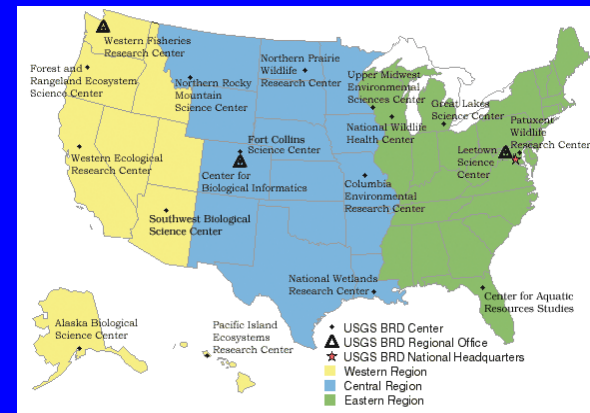 Western Fisheries
Research Center
Forest and
Rangeland Ecosystem
Science Center
Northern Rocky
Mountain
Science Center
Northern Prairie
Wildlife
Research Center
Upper Midwest
Environmental
Sciences Center
Great Lakes
Science Center
Patuxent
Wildlife
Research Center
National Wildlife
Health Center
Leetown
Science
Center
Fort Collins
Science Center
Western Ecological
Research Center
Center for
Biological Informatics
Columbia
Environmental
Research Center
Southwest Biological
Science Center
National Wetlands
Research Center
Center for Aquatic
Resources Studies
Alaska Biological
Science Center
Pacific Island
Ecosystems
Research Center
USGS BRD Center
USGS BRD Regional Office
USGS BRD National Headquarters
Western Region
Central Region
Eastern Region